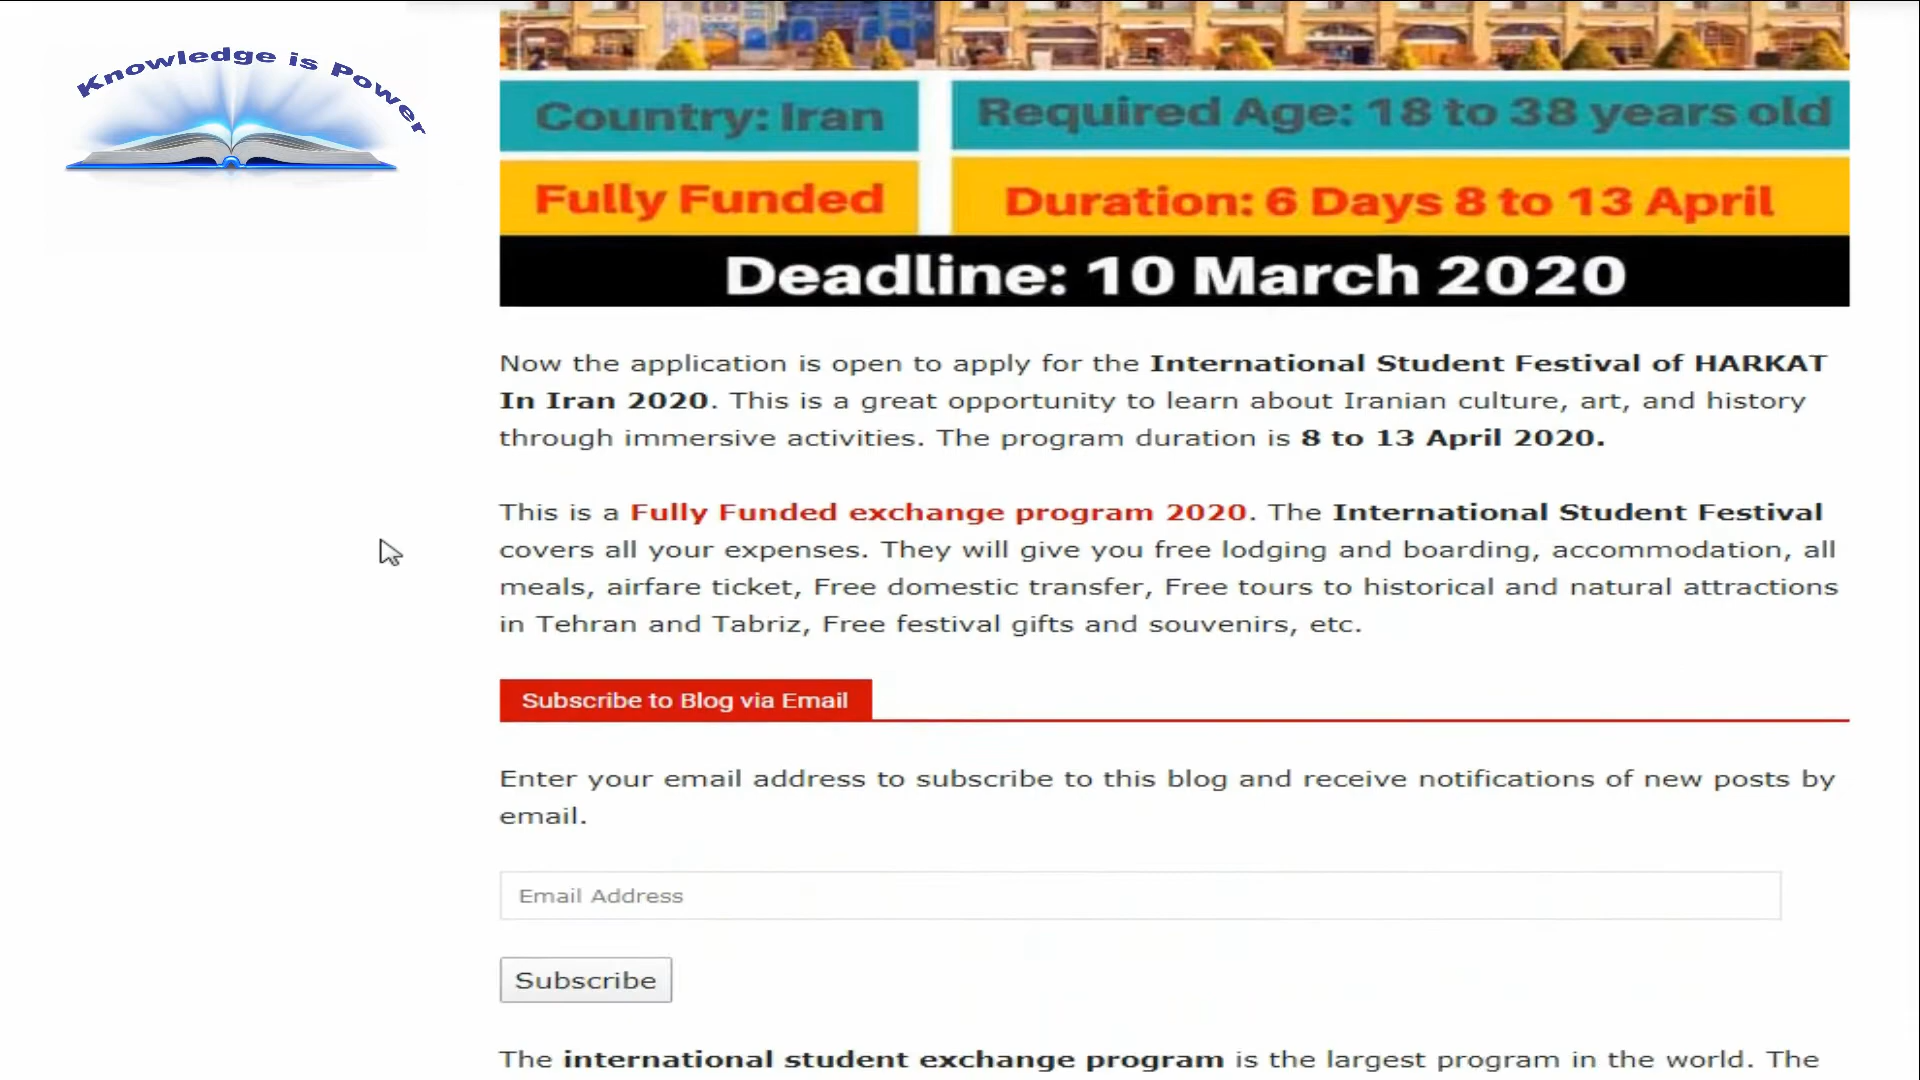 Knowledge is Power
Country: Iran
Required Age: 18 to 38 years old
Fully Funded
Duration: 6 Days 8 to 13 April
Deadline: 10 March 2020
Now the application is open to apply for the International Student Festival of HARKAT
In Iran 2020. This is a great opportunity to learn about Iranian culture, art, and history
through immersive activities. The program duration is 8 to 13 April 2020.
This is a Fully Funded exchange program 2020. The International Student Festival
covers all your expenses. They will give you free lodging and boarding, accommodation, all
meals, airfare ticket, Free domestic transfer, Free tours to historical and natural attractions
in Tehran and Tabriz, Free festival gifts and souvenirs, etc.
Subscribe to Blog via Email
Enter your email address to subscribe to this blog and receive notifications of new posts by
email.
Email Address
Subscribe
The international student exchange program is the largest program in the world. The